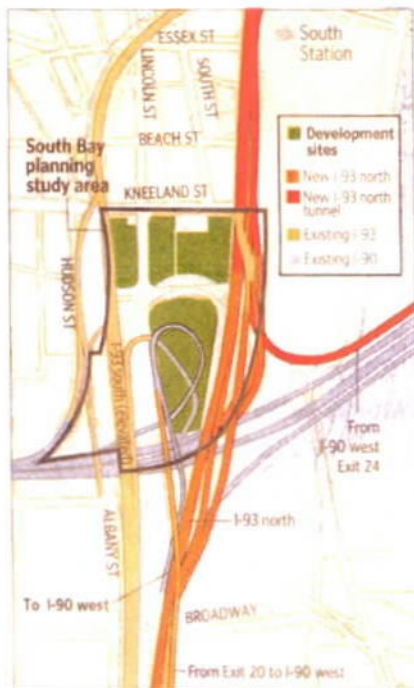 ESSEX ST
South
Station
LINCOLN ST
SOUTH ST
BEACH ST
South Bay
planning
study area
KNEELAND ST
Development
sites
New I-93 north
New I-93 north
tunnel
Existing I-93
Existing I-90
HUDSON ST
I-93 south
From
I-90 west
Exit 24
ALBANY ST
I-93 north
To I-90 west
BROADWAY
From Exit 20 to I-90 west